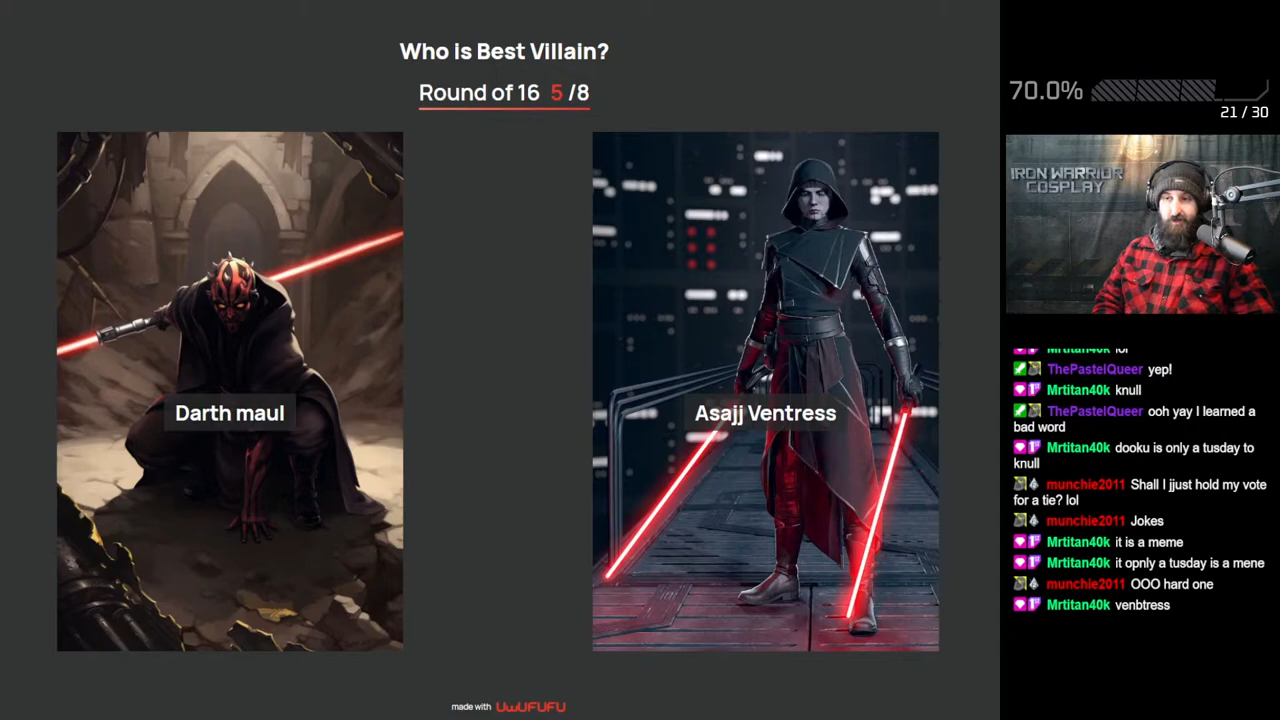 Who is Best Villain?
Round of 16 5 /8
Darth maul
Asajj Ventress
made with UWUFUFU
70.0%
21 / 30
IRON WARRIOR
COSPLAY
Mrtitan40k lol
ThePastelQueer yep!
Mrtitan40k knull
ThePastelQueer ooh yay I learned a
bad word
Mrtitan40k dooku is only a tusday to
knull
munchie2011 Shall I jjust hold my vote
for a tie? lol
munchie2011 Jokes
Mrtitan40k it is a meme
Mrtitan40k it opnly a tusday is a mene
munchie2011 OOO hard one
Mrtitan40k venbtress